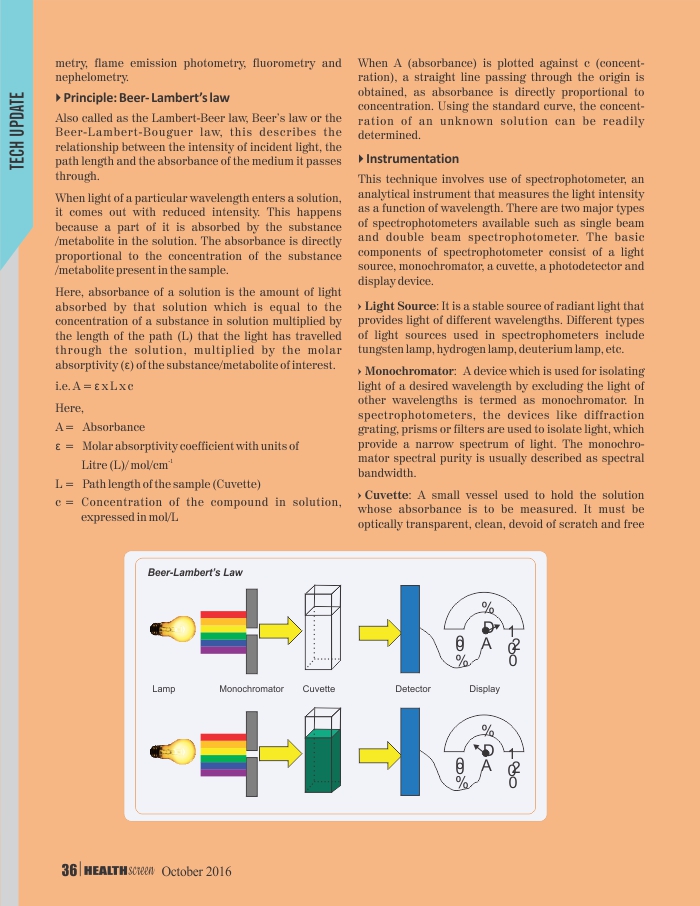 TECH UPDATE
metry, flame emission photometry, fluorometry and
nephelometry.
Principle: Beer- Lambert's law
Also called as the Lambert-Beer law, Beer's law or the
Beer-Lambert-Bouguer law, this describes the
relationship between the intensity of incident light, the
path length and the absorbance of the medium it passes
through.
When light of a particular wavelength enters a solution,
it comes out with reduced intensity. This happens
because a part of it is absorbed by the substance
/metabolite in the solution. The absorbance is directly
proportional to the concentration of the substance
/metabolite present in the sample.
Here, absorbance of a solution is the amount of light
absorbed by that solution which is equal to the
concentration of a substance in solution multiplied by
the length of the path (L) that the light has travelled
through the solution, multiplied by the molar
absorptivity (ε) of the substance/metabolite of interest.
i.e. A = ε x L x c
Here,
A = Absorbance
ε = Molar absorptivity coefficient with units of
Litre (L)/ mol/cm⁻¹
L = Path length of the sample (Cuvette)
c = Concentration of the compound in solution,
expressed in mol/L
When A (absorbance) is plotted against c (concent-
ration), a straight line passing through the origin is
obtained, as absorbance is directly proportional to
concentration. Using the standard curve, the concent-
ration of an unknown solution can be readily
determined.
Instrumentation
This technique involves use of spectrophotometer, an
analytical instrument that measures the light intensity
as a function of wavelength. There are two major types
of spectrophotometers available such as single beam
and double beam spectrophotometer. The basic
components of spectrophotometer consist of a light
source, monochromator, a cuvette, a photodetector and
display device.
› Light Source: It is a stable source of radiant light that
provides light of different wavelengths. Different types
of light sources used in spectrophometers include
tungsten lamp, hydrogen lamp, deuterium lamp, etc.
› Monochromator: A device which is used for isolating
light of a desired wavelength by excluding the light of
other wavelengths is termed as monochromator. In
spectrophotometers, the devices like diffraction
grating, prisms or filters are used to isolate light, which
provide a narrow spectrum of light. The monochro-
mator spectral purity is usually described as spectral
bandwidth.
› Cuvette: A small vessel used to hold the solution
whose absorbance is to be measured. It must be
optically transparent, clean, devoid of scratch and free
Beer-Lambert's Law
%
A
%
Lamp Monochromator Cuvette Detector Display
%
A
%
36 HEALTH screen October 2016